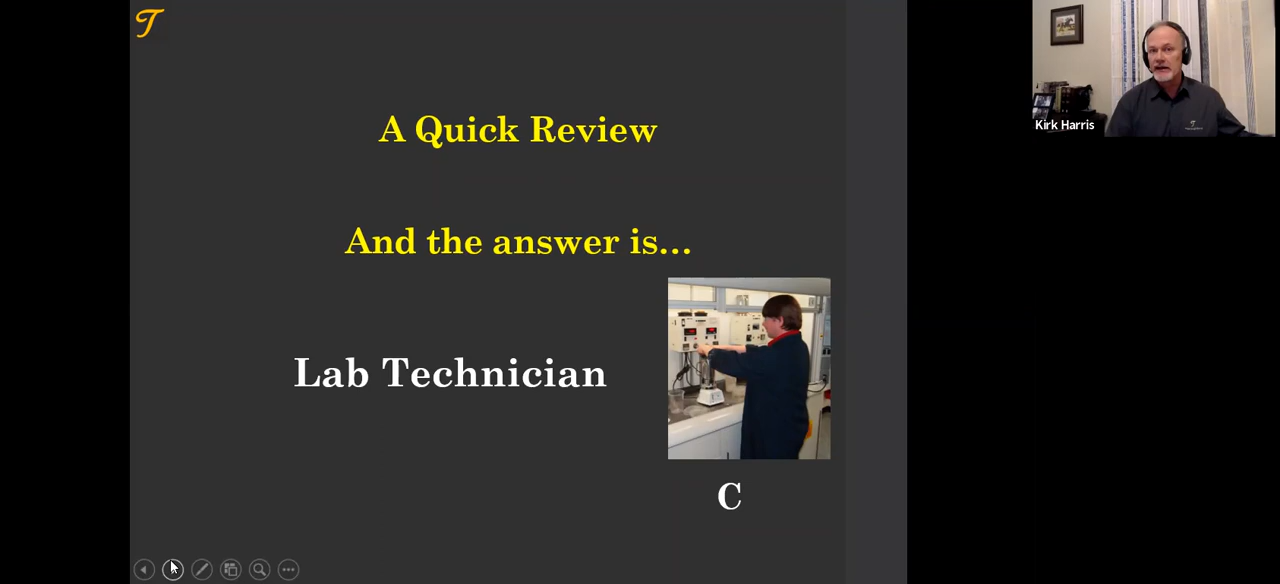 T
A Quick Review
And the answer is...
Lab Technician
C
Kirk Harris